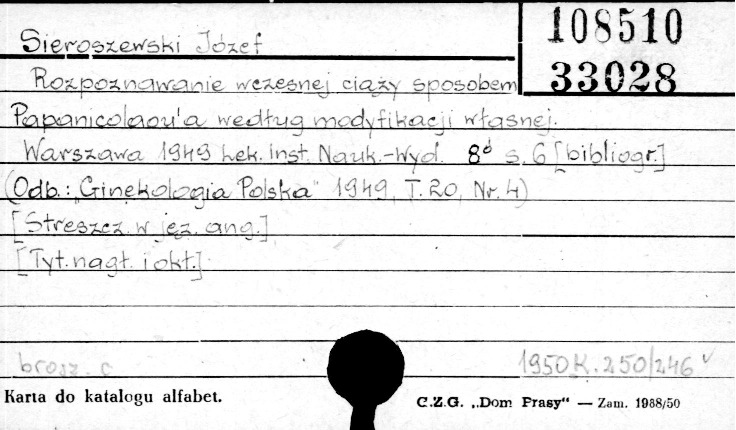 Sieroszewski Józef
108510
33028
Rozpoznawanie wczesnej ciąży sposobem
Papanicolaou'a według modyfikacji własnej.
Warszawa 1949 Lek. Inst. Nauk.-Wyd. 8° s. 6 [bibliogr.]
(Odb.: „Ginekologia Polska" 1949, T. 20, Nr. 4)
[Streszcz. w jęz. ang.]
[Tyt. nagł. i okł.]
brosz. c
1950 K. 250/246 v
Karta do katalogu alfabet.
C.Z.G. „Dom Prasy" — Zam. 1988/50